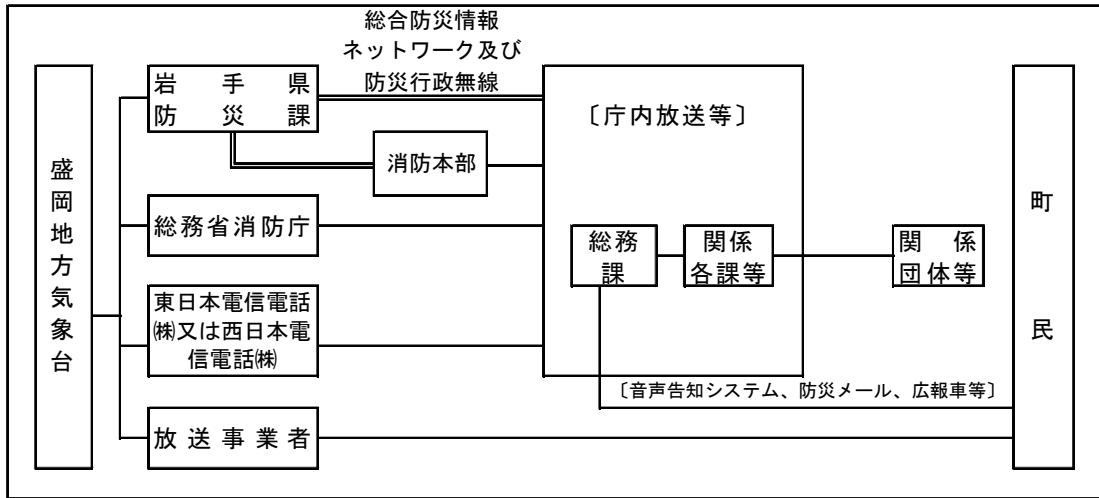 総合防災情報
ネットワーク及び
防災行政無線
盛岡地方気象台
岩手県
防災課
消防本部
総務省消防庁
東日本電信電話
㈱又は西日本電
信電話㈱
放送事業者
〔庁内放送等〕
総務
課
関係
各課等
関係
団体等
〔音声告知システム、防災メール、広報車等〕
町民